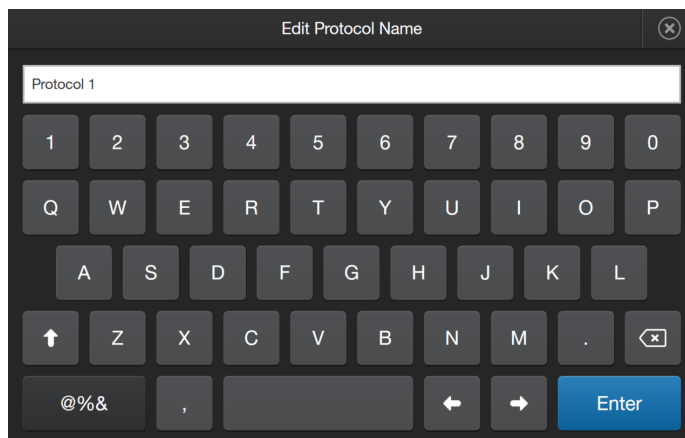 Edit Protocol Name
Protocol 1
1 2 3 4 5 6 7 8 9 0
Q W E R T Y U I O P
A S D F G H J K L
Z X C V B N M .
@%& , Enter